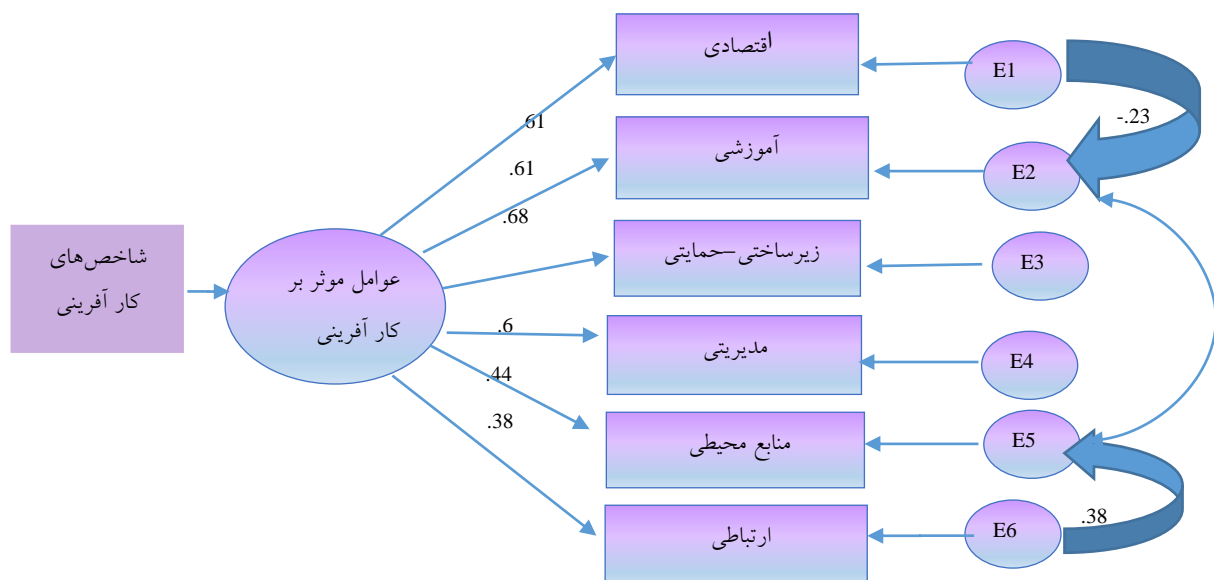 اقتصادی
E1
-.23
.61
آموزشی
E2
.61
.68
زیرساختی–حمایتی
E3
شاخص‌های
کار آفرینی
عوامل موثر بر
کار آفرینی
.6
مدیریتی
E4
.44
منابع محیطی
E5
.38
ارتباطی
E6
.38